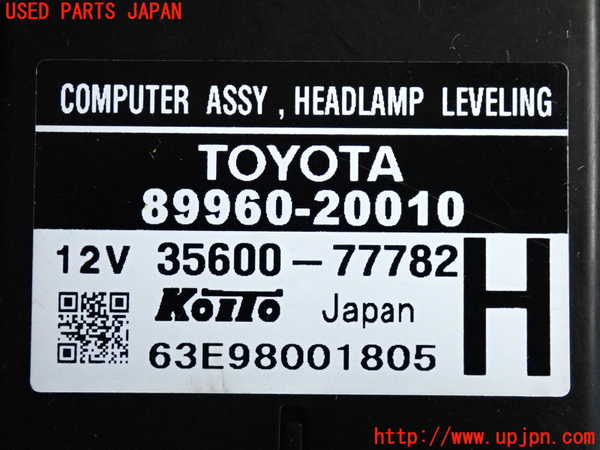 USED PARTS JAPAN
COMPUTER ASSY , HEADLAMP LEVELING
TOYOTA
89960-20010
12V 35600-77782 H
KOITO Japan
63E98001805
http://www.upjpn.com